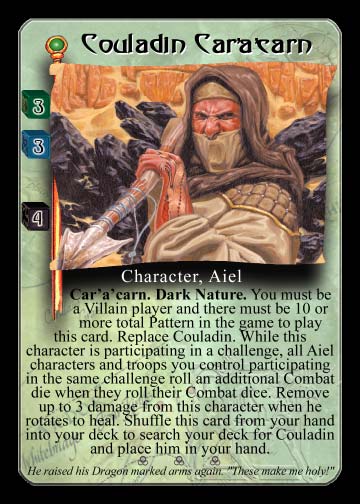 Couladin Car'a'carn
3
3
4
Character, Aiel
Car'a'carn. Dark Nature. You must be
a Villain player and there must be 10 or
more total Pattern in the game to play
this card. Replace Couladin. While this
character is participating in a challenge, all Aiel
characters and troops you control participating
in the same challenge roll an additional Combat
die when they roll their Combat dice. Remove
up to 3 damage from this character when he
rotates to heal. Shuffle this card from your hand
into your deck to search your deck for Couladin
and place him in your hand.
He raised his Dragon marked arms again. "These make me holy!"